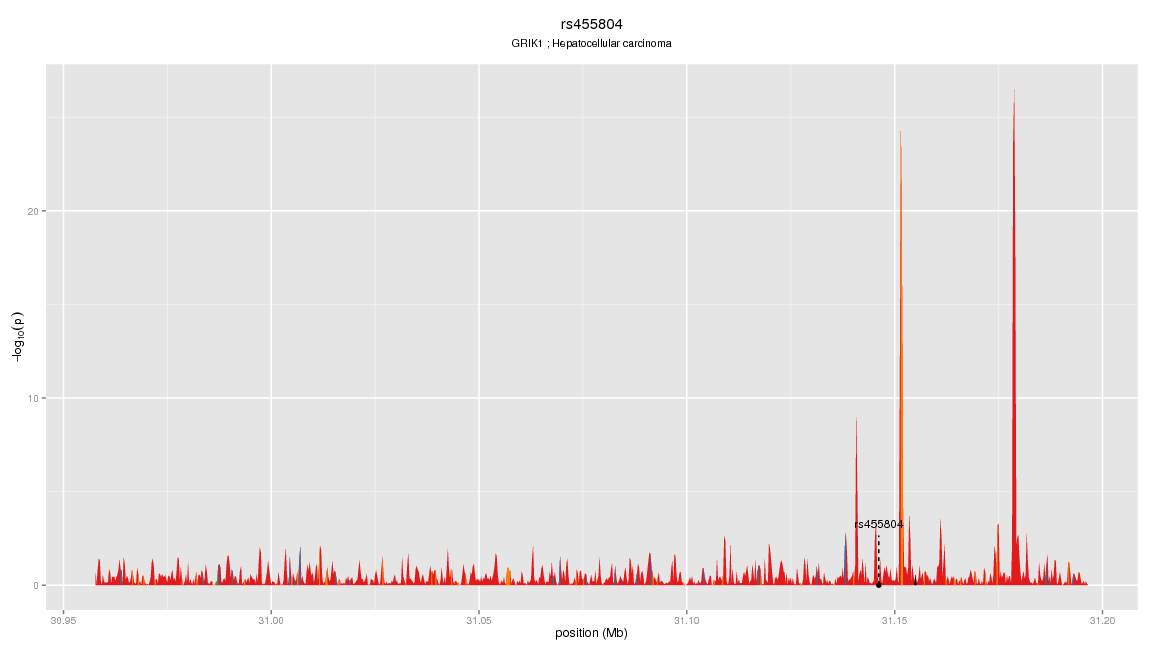 rs455804
GRIK1 ; Hepatocellular carcinoma
20
10
0
−log10(p)
rs455804
30.95 31.00 31.05 31.10 31.15 31.20
position (Mb)